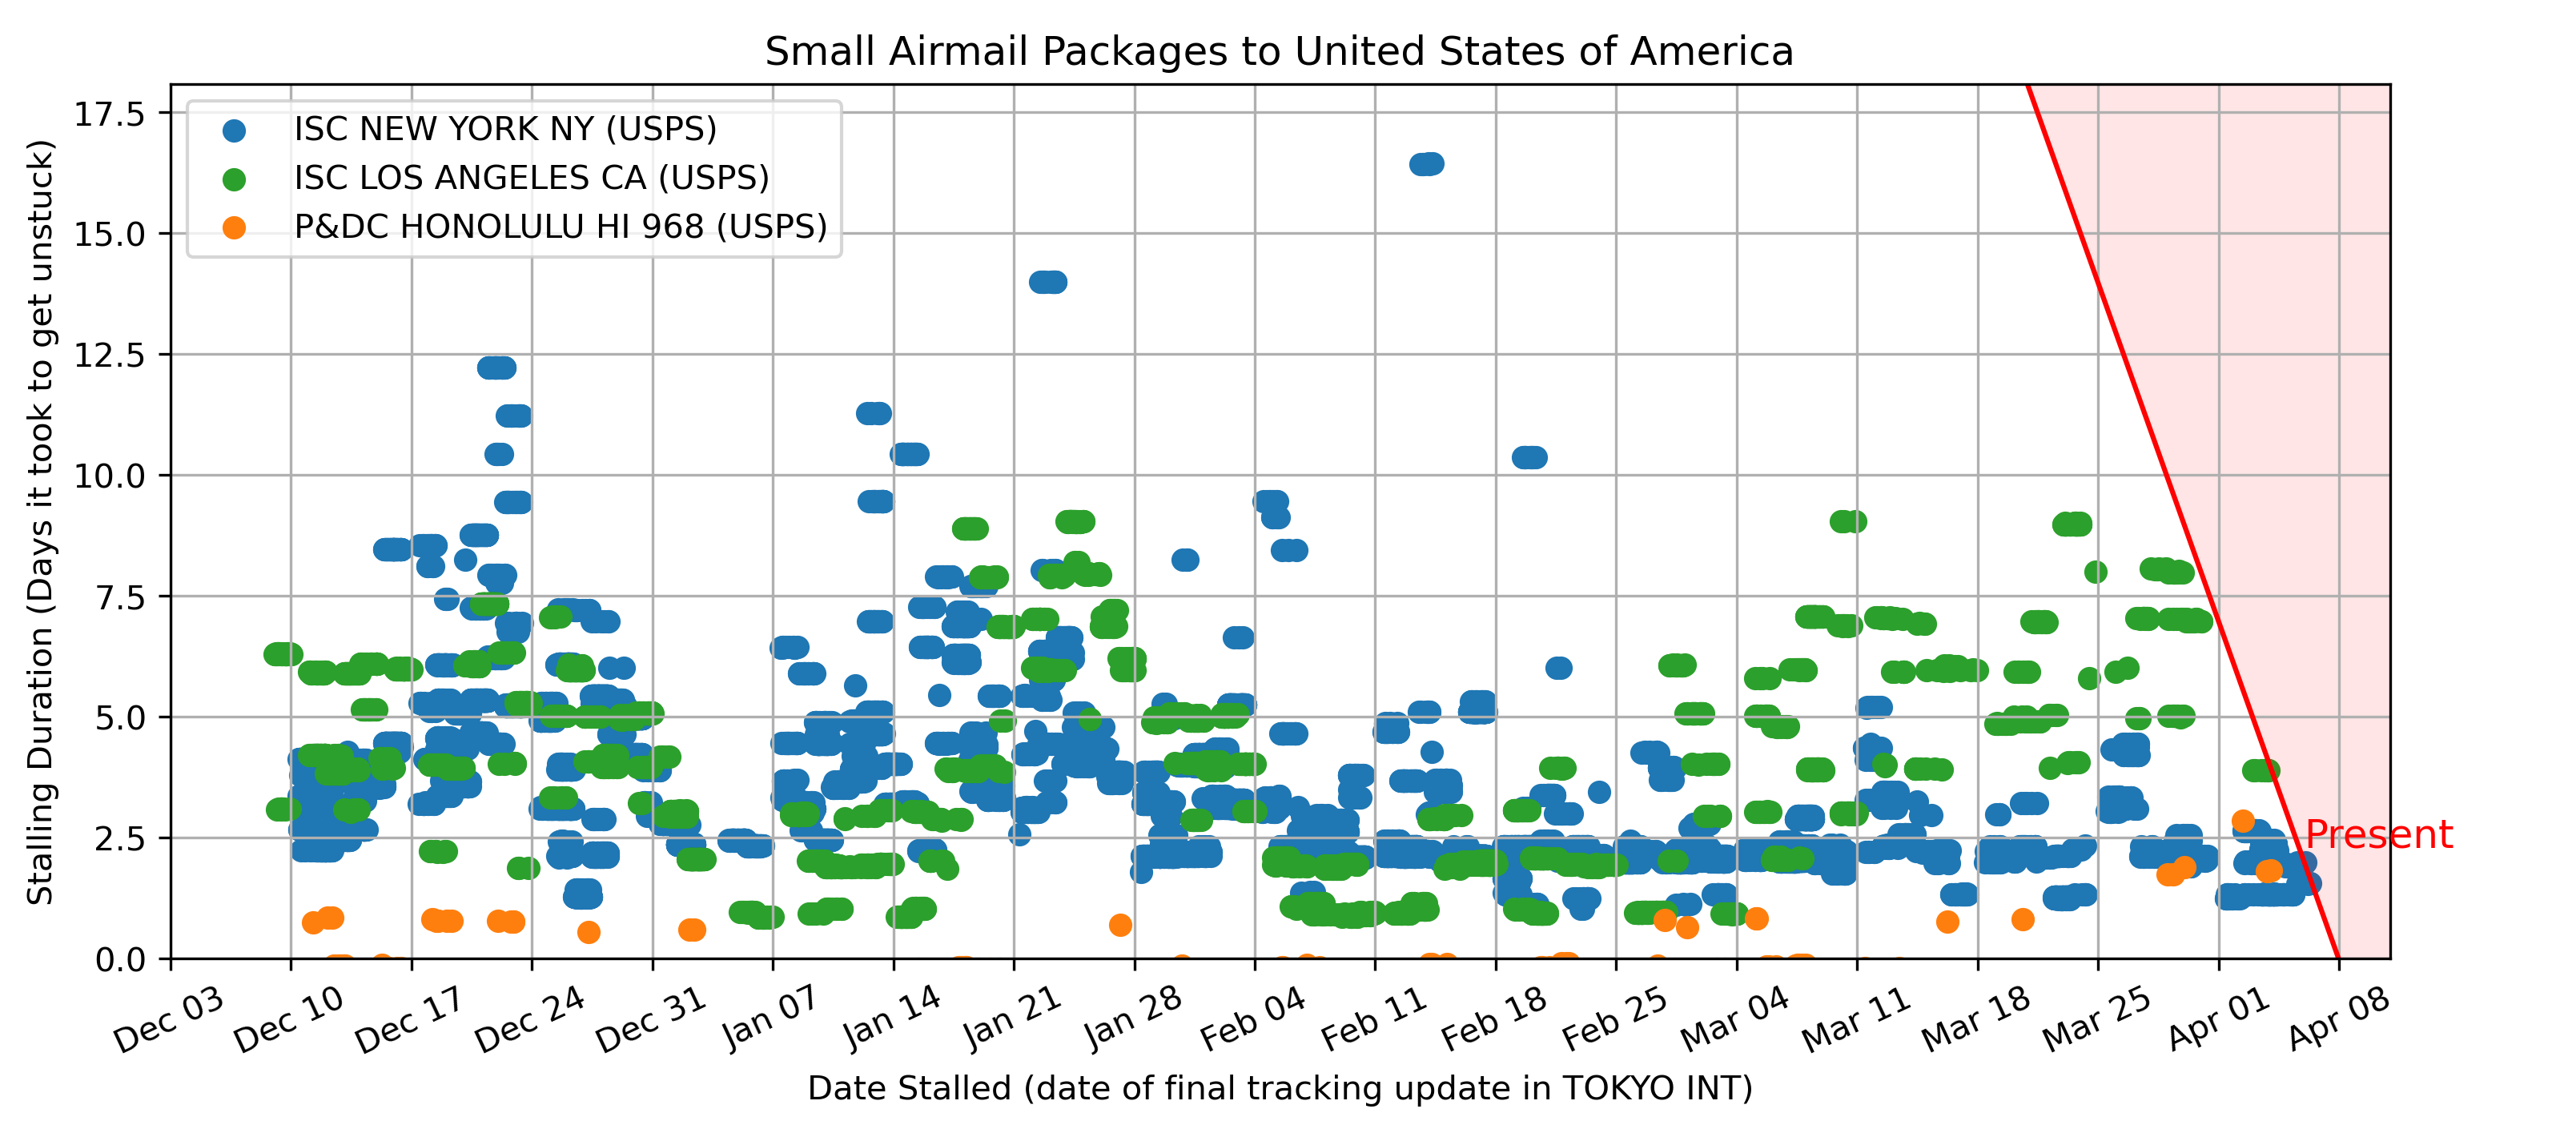 Small Airmail Packages to United States of America
ISC NEW YORK NY (USPS)
ISC LOS ANGELES CA (USPS)
P&DC HONOLULU HI 968 (USPS)
Stalling Duration (Days it took to get unstuck)
17.5
15.0
12.5
10.0
7.5
5.0
2.5
0.0
Present
Dec 03
Dec 10
Dec 17
Dec 24
Dec 31
Jan 07
Jan 14
Jan 21
Jan 28
Feb 04
Feb 11
Feb 18
Feb 25
Mar 04
Mar 11
Mar 18
Mar 25
Apr 01
Apr 08
Date Stalled (date of final tracking update in TOKYO INT)